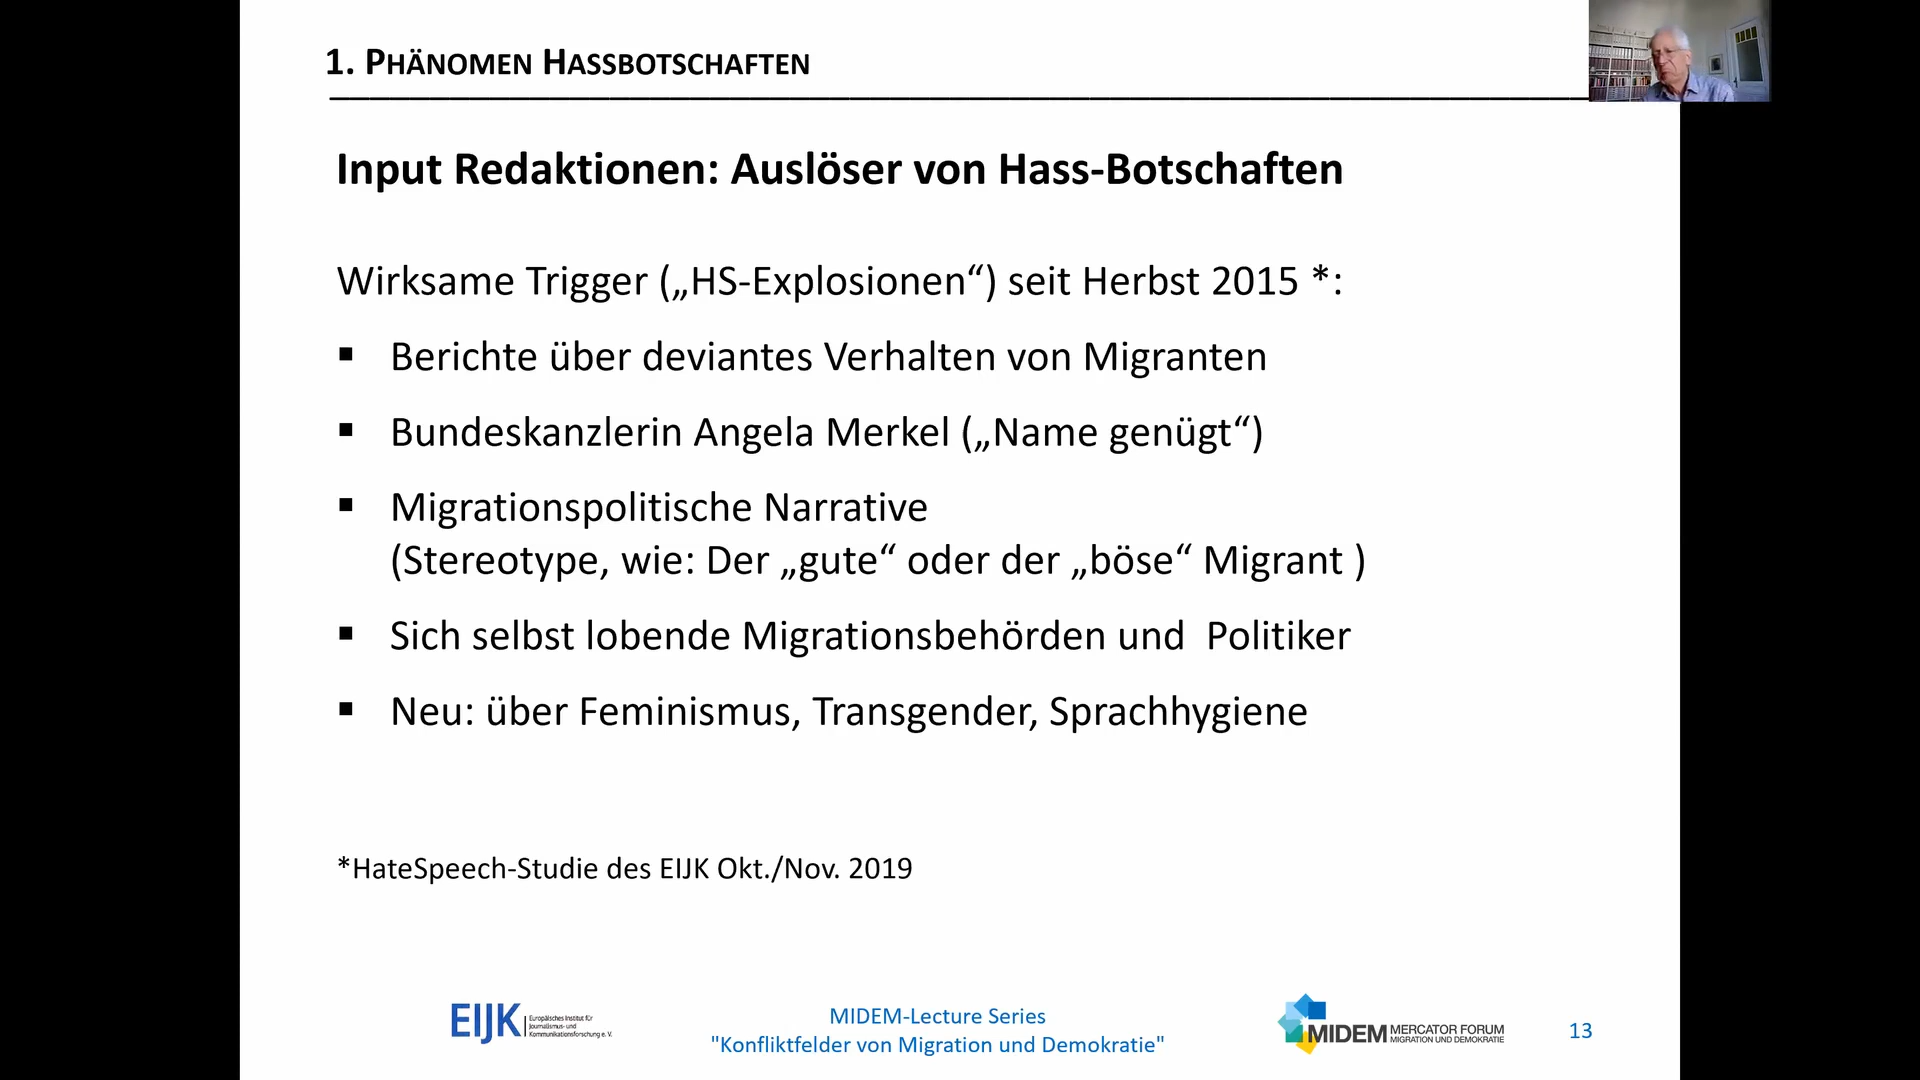 1. PHÄNOMEN HASSBOTSCHAFTEN
Input Redaktionen: Auslöser von Hass-Botschaften
Wirksame Trigger („HS-Explosionen“) seit Herbst 2015 *:
▪ Berichte über deviantes Verhalten von Migranten
▪ Bundeskanzlerin Angela Merkel („Name genügt“)
▪ Migrationspolitische Narrative
(Stereotype, wie: Der „gute“ oder der „böse“ Migrant )
▪ Sich selbst lobende Migrationsbehörden und  Politiker
▪ Neu: über Feminismus, Transgender, Sprachhygiene
*HateSpeech-Studie des EIJK Okt./Nov. 2019
EIJK
Europäisches Institut für
Journalismus- und
Kommunikationsforschung e. V.
MIDEM-Lecture Series
"Konfliktfelder von Migration und Demokratie"
MIDEM
MERCATOR FORUM
MIGRATION UND DEMOKRATIE
13